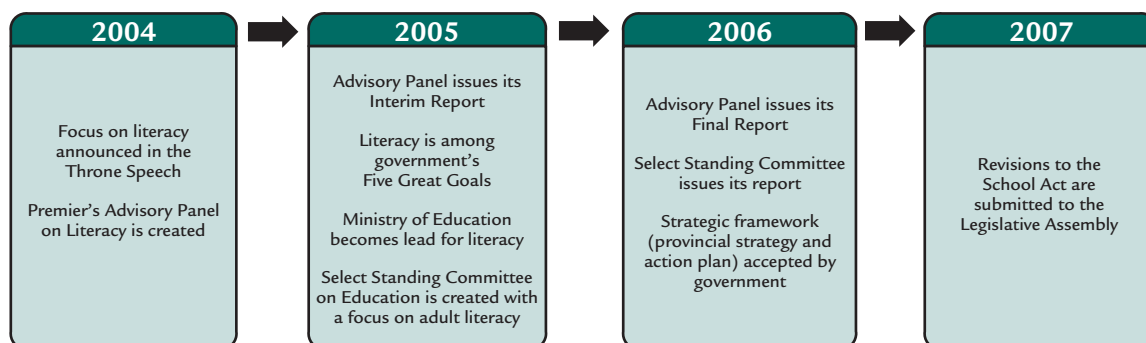 2004
Focus on literacy
announced in the
Throne Speech
Premier’s Advisory Panel
on Literacy is created
2005
Advisory Panel issues its
Interim Report
Literacy is among
government’s
Five Great Goals
Ministry of Education
becomes lead for literacy
Select Standing Committee
on Education is created with
a focus on adult literacy
2006
Advisory Panel issues its
Final Report
Select Standing Committee
issues its report
Strategic framework
(provincial strategy and
action plan) accepted by
government
2007
Revisions to the
School Act are
submitted to the
Legislative Assembly